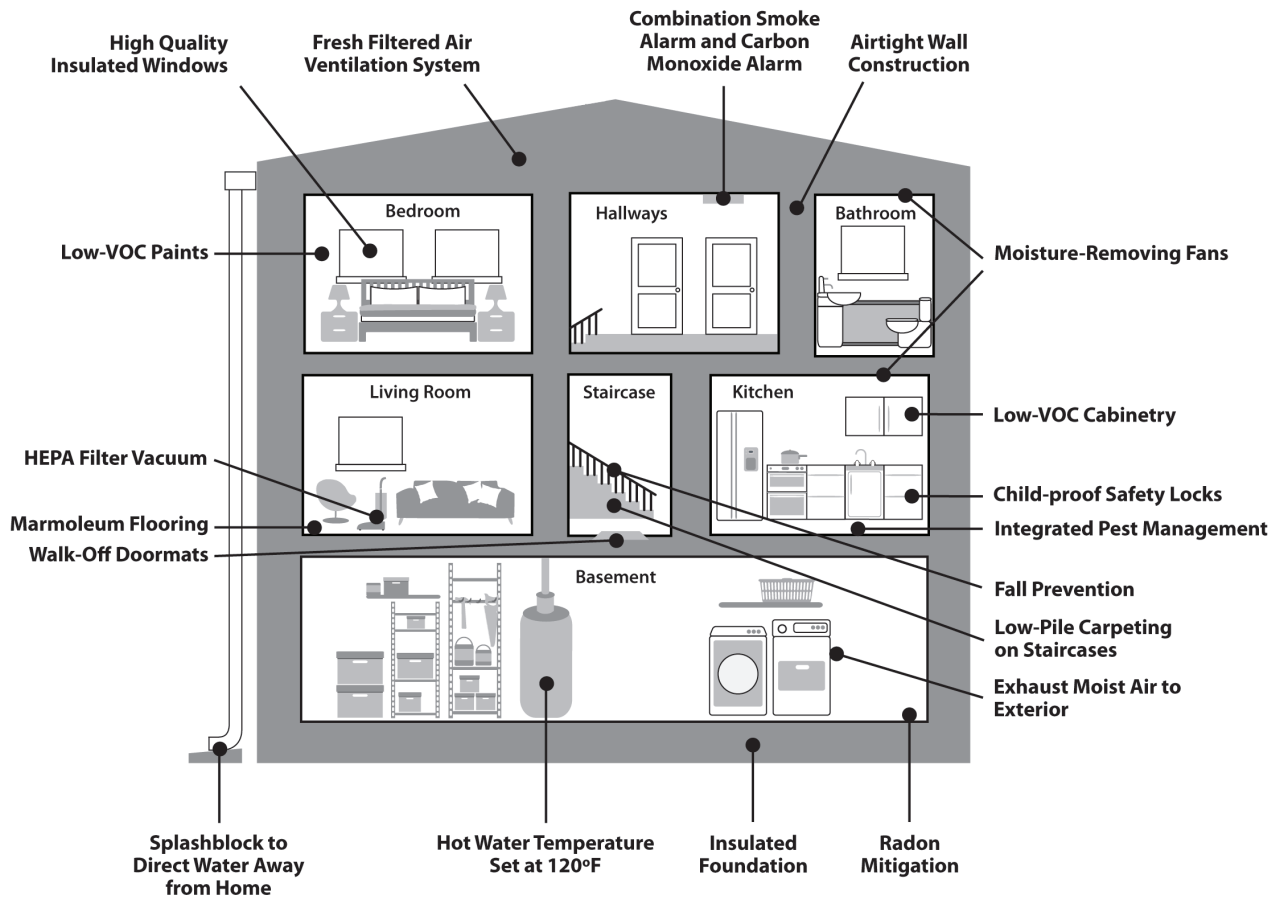 High Quality
Insulated Windows
Fresh Filtered Air
Ventilation System
Combination Smoke
Alarm and Carbon
Monoxide Alarm
Airtight Wall
Construction
Bedroom
Hallways
Bathroom
Low-VOC Paints
Moisture-Removing Fans
Living Room
Staircase
Kitchen
Low-VOC Cabinetry
HEPA Filter Vacuum
Child-proof Safety Locks
Marmoleum Flooring
Integrated Pest Management
Walk-Off Doormats
Basement
Fall Prevention
Low-Pile Carpeting
on Staircases
Exhaust Moist Air to
Exterior
Splashblock to
Direct Water Away
from Home
Hot Water Temperature
Set at 120ºF
Insulated
Foundation
Radon
Mitigation